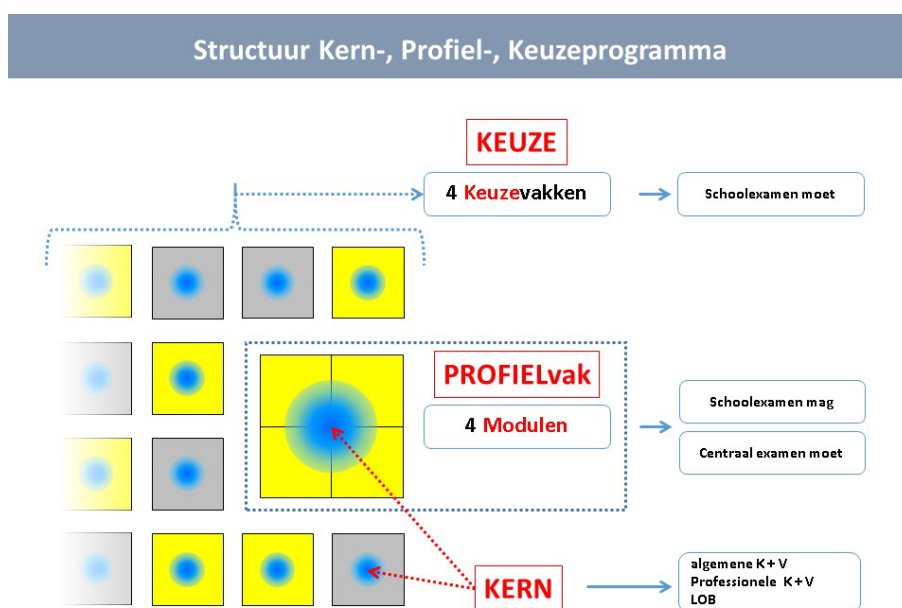 Structuur Kern-, Profiel-, Keuzeprogramma
KEUZE
4 Keuzevakken
Schoolexamen moet
PROFIELvak
4 Modulen
Schoolexamen mag
Centraal examen moet
KERN
algemene K + V
Professionele K + V
LOB